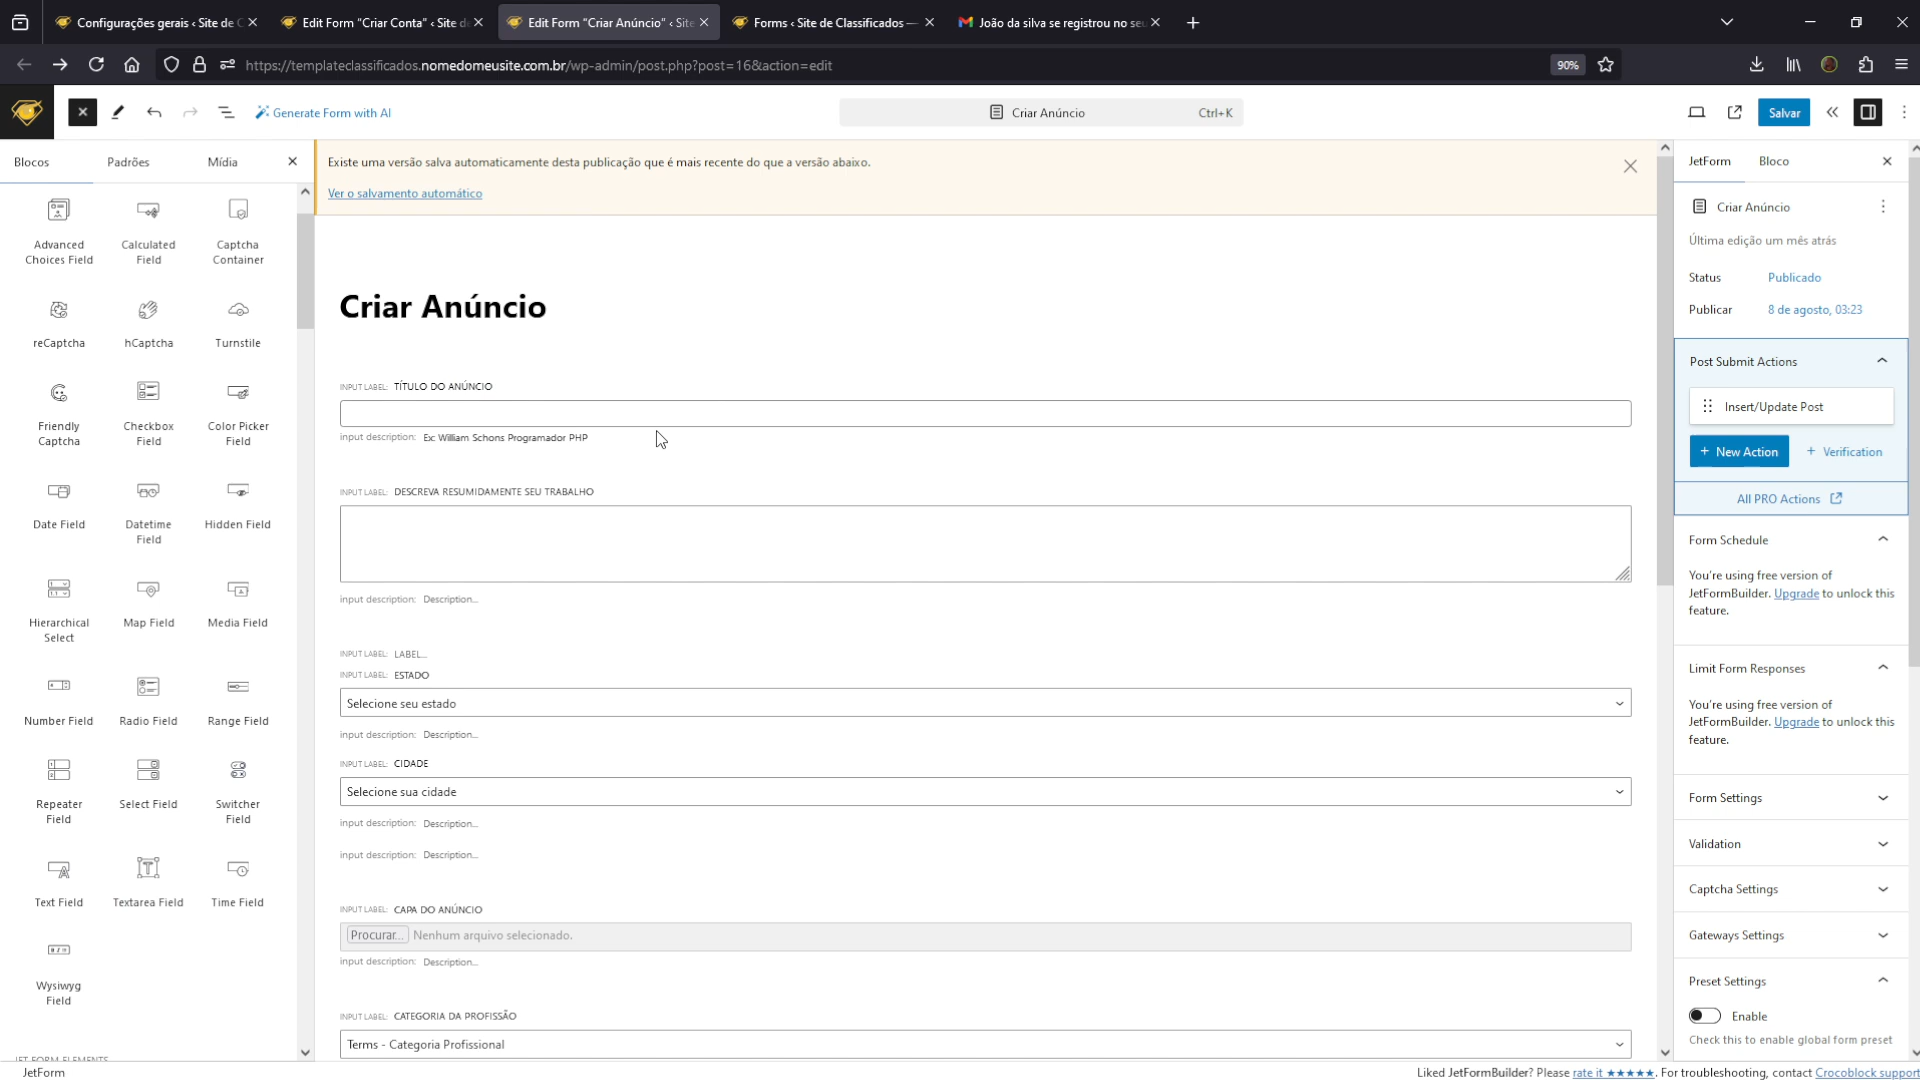 Configurações gerais ‹ Site de C
Edit Form "Criar Conta" ‹ Site de
Edit Form "Criar Anúncio" ‹ Site
Forms ‹ Site de Classificados —
João da silva se registrou no seu
https://templateclassificados.nomedomeusite.com.br/wp-admin/post.php?post=16&action=edit
90%
Generate Form with AI
Criar Anúncio
Ctrl+K
Salvar
Blocos
Padrões
Mídia
Advanced Choices Field
Calculated Field
Captcha Container
reCaptcha
hCaptcha
Turnstile
Friendly Captcha
Checkbox Field
Color Picker Field
Date Field
Datetime Field
Hidden Field
Hierarchical Select
Map Field
Media Field
Number Field
Radio Field
Range Field
Repeater Field
Select Field
Switcher Field
Text Field
Textarea Field
Time Field
Wysiwyg Field
JET FORM ELEMENTS
Existe uma versão salva automaticamente desta publicação que é mais recente do que a versão abaixo.
Ver o salvamento automático
Criar Anúncio
INPUT LABEL: TÍTULO DO ANÚNCIO
input description: Ex: William Schons Programador PHP
INPUT LABEL: DESCREVA RESUMIDAMENTE SEU TRABALHO
input description: Description...
INPUT LABEL: LABEL...
INPUT LABEL: ESTADO
Selecione seu estado
input description: Description...
INPUT LABEL: CIDADE
Selecione sua cidade
input description: Description...
input description: Description...
INPUT LABEL: CAPA DO ANÚNCIO
Procurar... Nenhum arquivo selecionado.
input description: Description...
INPUT LABEL: CATEGORIA DA PROFISSÃO
Terms - Categoria Profissional
JetForm
Bloco
Criar Anúncio
Última edição um mês atrás
Status
Publicado
Publicar
8 de agosto, 03:23
Post Submit Actions
Insert/Update Post
+ New Action
+ Verification
All PRO Actions
Form Schedule
You're using free version of
JetFormBuilder. Upgrade to unlock this
feature.
Limit Form Responses
You're using free version of
JetFormBuilder. Upgrade to unlock this
feature.
Form Settings
Validation
Captcha Settings
Gateways Settings
Preset Settings
Enable
Check this to enable global form preset
JetForm
Liked JetFormBuilder? Please rate it ★★★★★. For troubleshooting, contact Crocoblock support